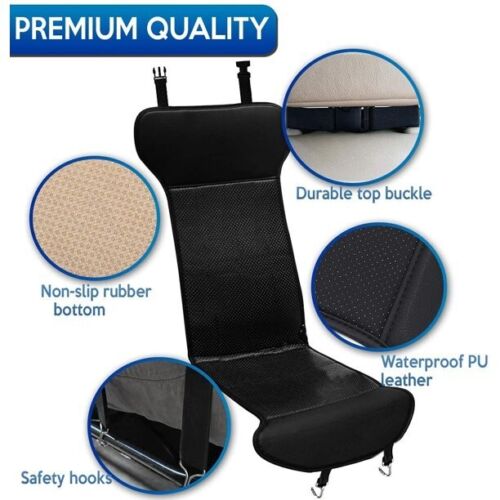 PREMIUM QUALITY
Durable top buckle
Non-slip rubber
bottom
Waterproof PU
leather
Safety hooks